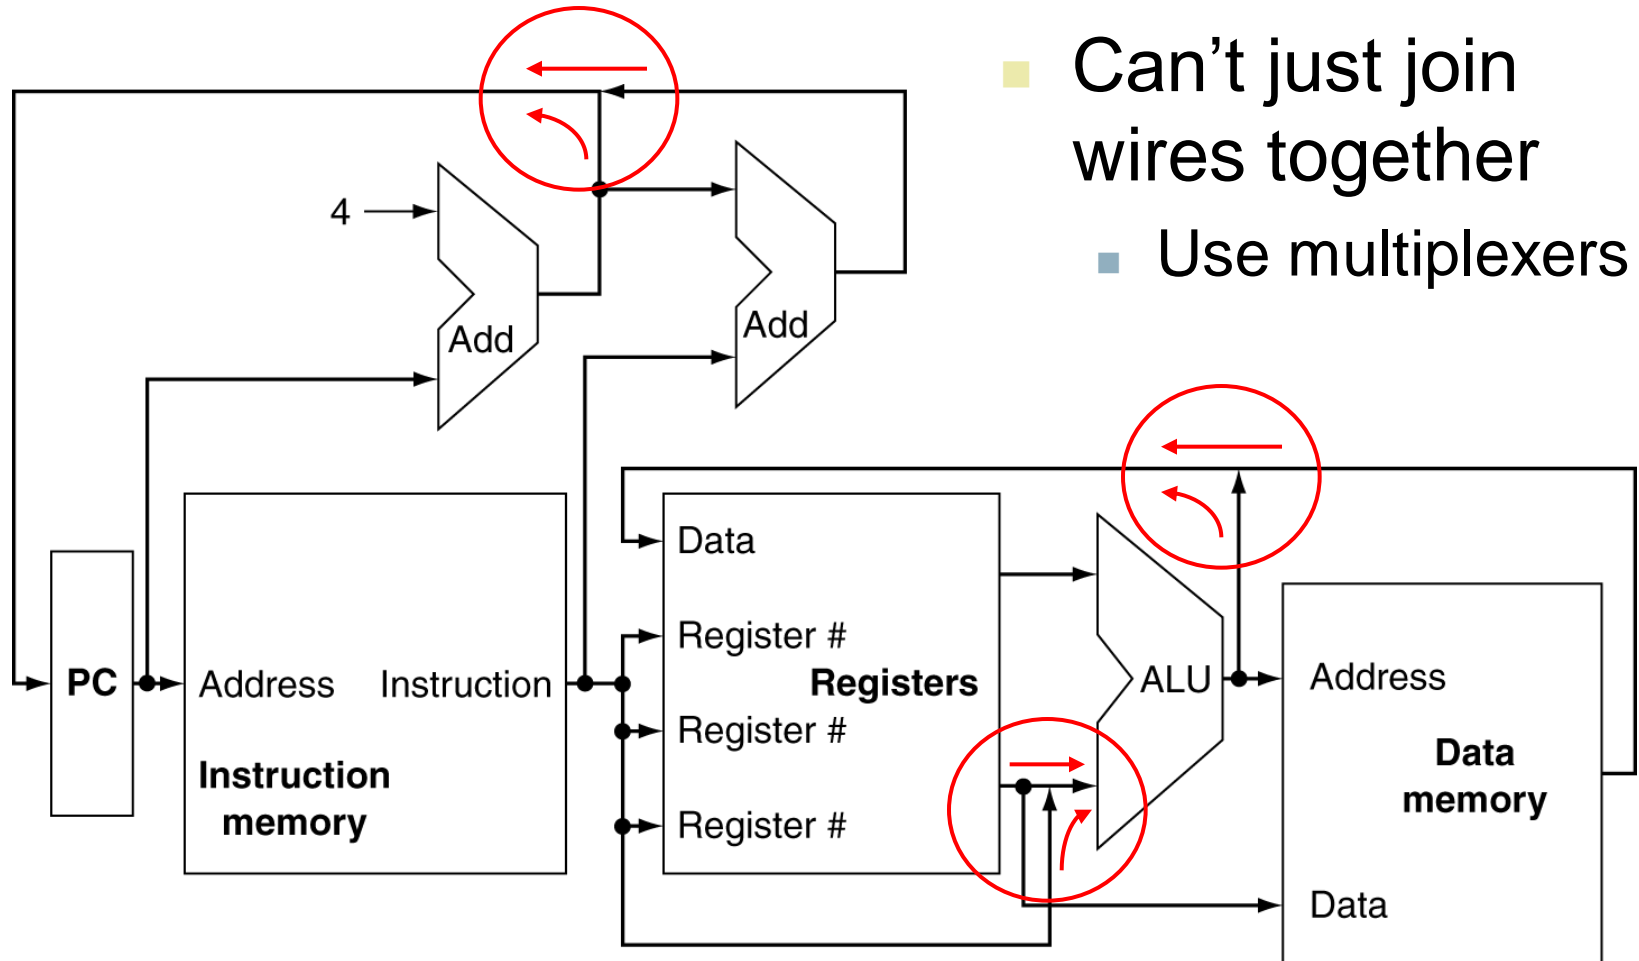 Can't just join
wires together
Use multiplexers
4
Add
Add
PC
Address
Instruction
Instruction
memory
Data
Register #
Registers
Register #
Register #
ALU
Address
Data
memory
Data